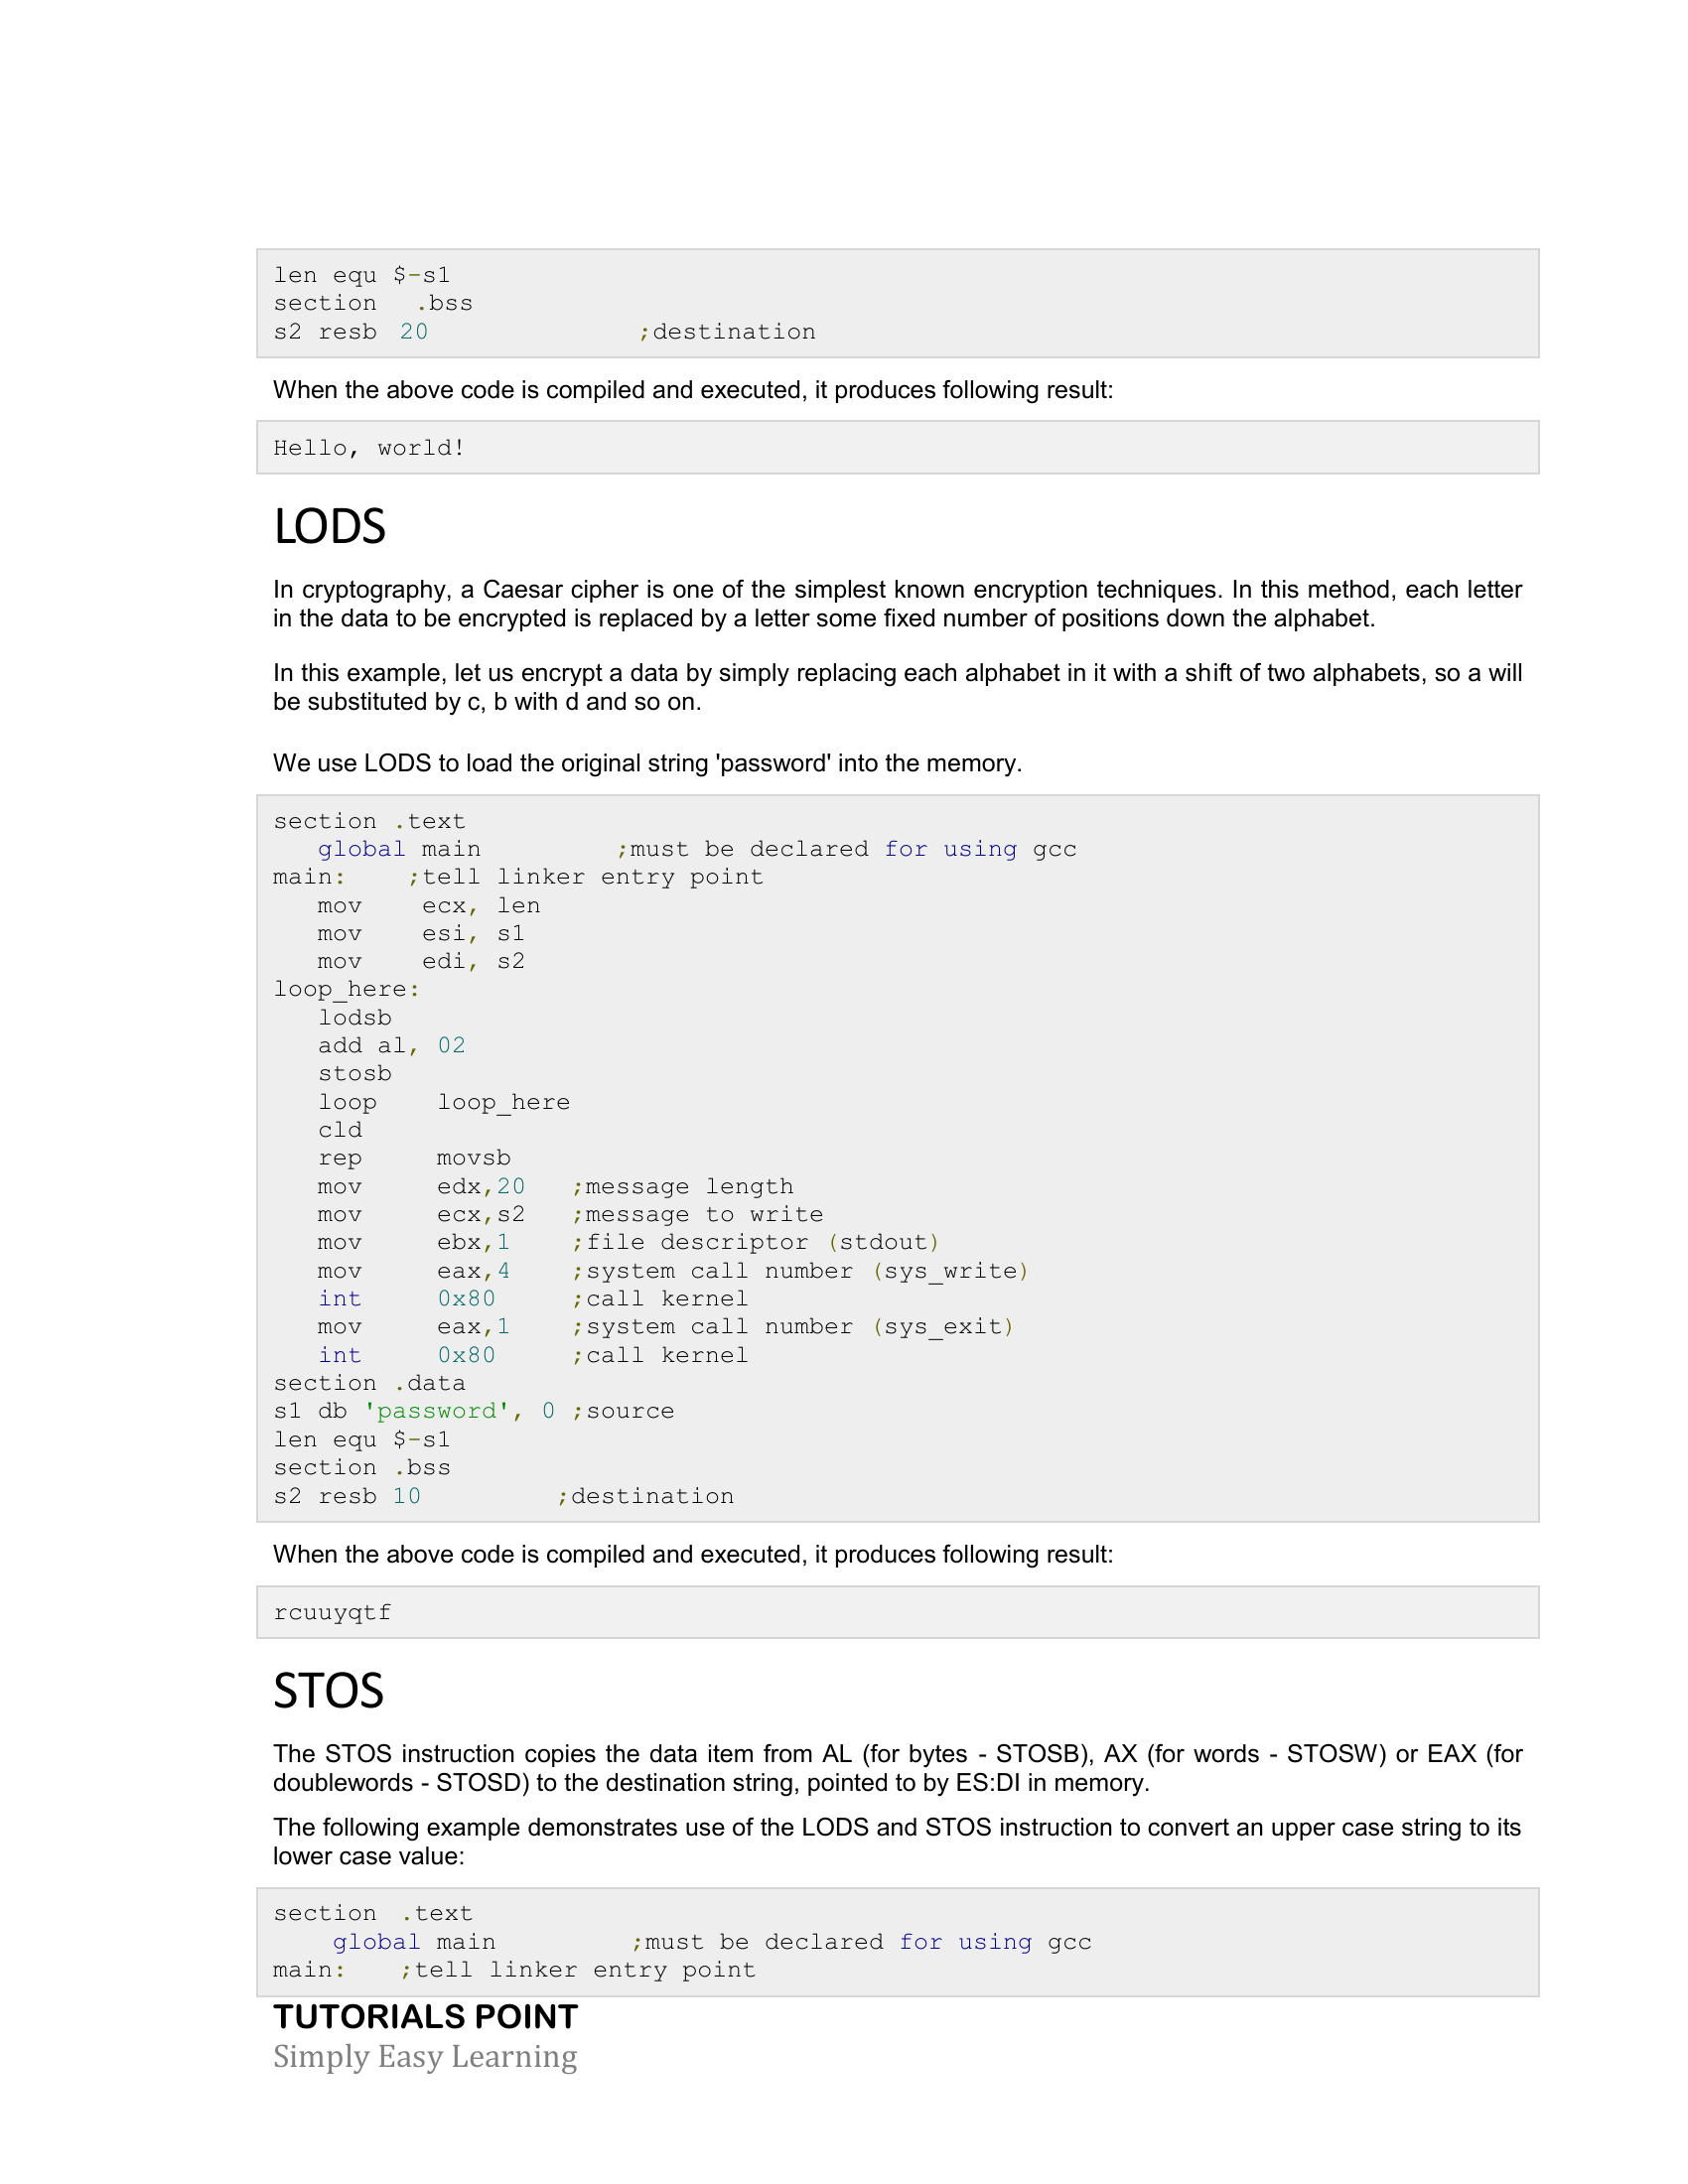 len equ $-s1
section .bss
s2 resb 20 ;destination
When the above code is compiled and executed, it produces following result:
Hello, world!
LODS
In cryptography, a Caesar cipher is one of the simplest known encryption techniques. In this method, each letter
in the data to be encrypted is replaced by a letter some fixed number of positions down the alphabet.
In this example, let us encrypt a data by simply replacing each alphabet in it with a shift of two alphabets, so a will
be substituted by c, b with d and so on.
We use LODS to load the original string 'password' into the memory.
section .text
global main ;must be declared for using gcc
main: ;tell linker entry point
mov ecx, len
mov esi, s1
mov edi, s2
loop_here:
lodsb
add al, 02
stosb
loop loop_here
cld
rep movsb
mov edx,20 ;message length
mov ecx,s2 ;message to write
mov ebx,1 ;file descriptor (stdout)
mov eax,4 ;system call number (sys_write)
int 0x80 ;call kernel
mov eax,1 ;system call number (sys_exit)
int 0x80 ;call kernel
section .data
s1 db 'password', 0 ;source
len equ $-s1
section .bss
s2 resb 10 ;destination
When the above code is compiled and executed, it produces following result:
rcuuyqtf
STOS
The STOS instruction copies the data item from AL (for bytes - STOSB), AX (for words - STOSW) or EAX (for
doublewords - STOSD) to the destination string, pointed to by ES:DI in memory.
The following example demonstrates use of the LODS and STOS instruction to convert an upper case string to its
lower case value:
section .text
global main ;must be declared for using gcc
main: ;tell linker entry point
TUTORIALS POINT
Simply Easy Learning